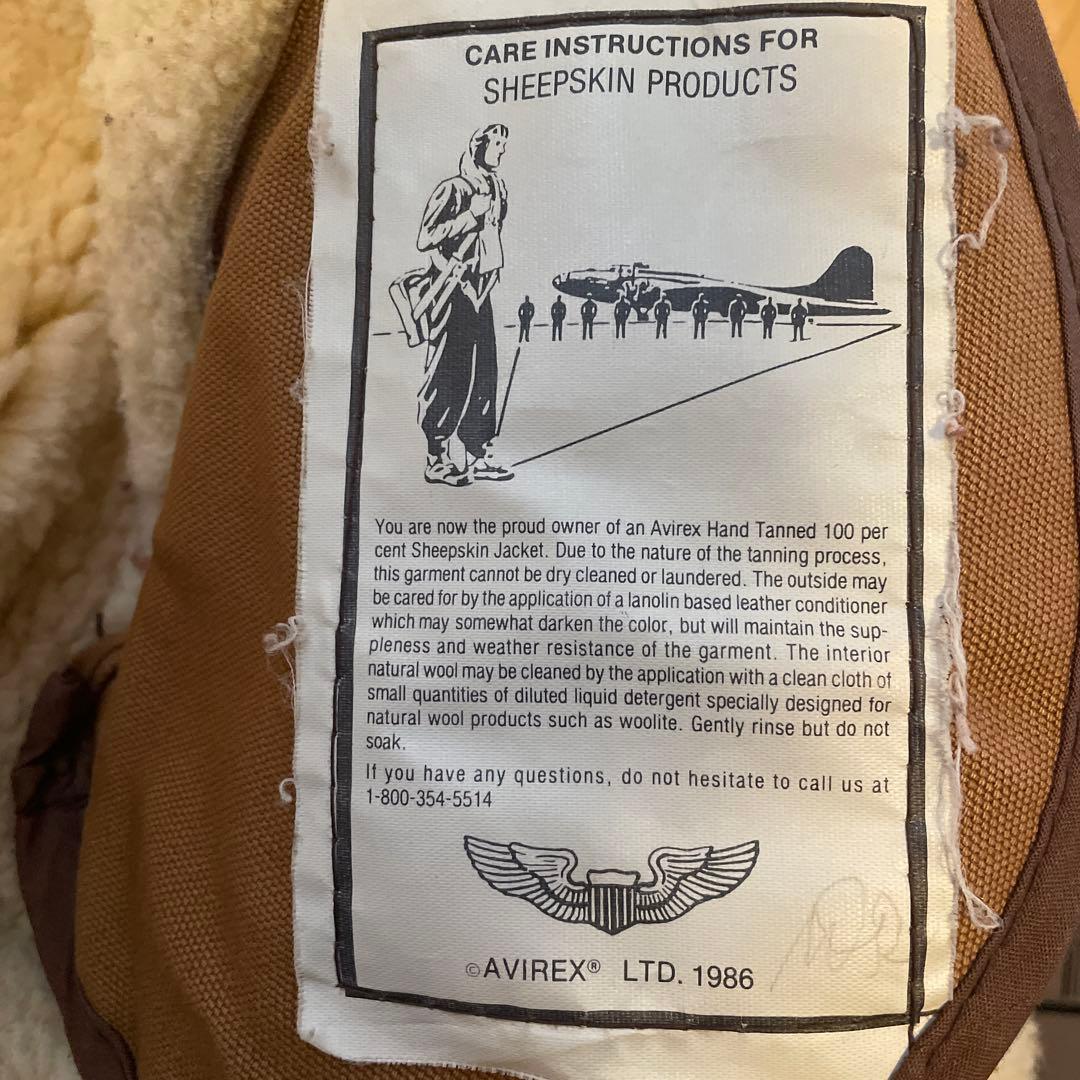 CARE INSTRUCTIONS FOR
SHEEPSKIN PRODUCTS
You are now the proud owner of an Avirex Hand Tanned 100 per
cent Sheepskin Jacket. Due to the nature of the tanning process,
this garment cannot be dry cleaned or laundered. The outside may
be cared for by the application of a lanolin based leather conditioner
which may somewhat darken the color, but will maintain the sup-
pleness and weather resistance of the garment. The interior
natural wool may be cleaned by the application with a clean cloth of
small quantities of diluted liquid detergent specially designed for
natural wool products such as woolite. Gently rinse but do not
soak.
If you have any questions, do not hesitate to call us at
1-800-354-5514
©AVIREX® LTD. 1986